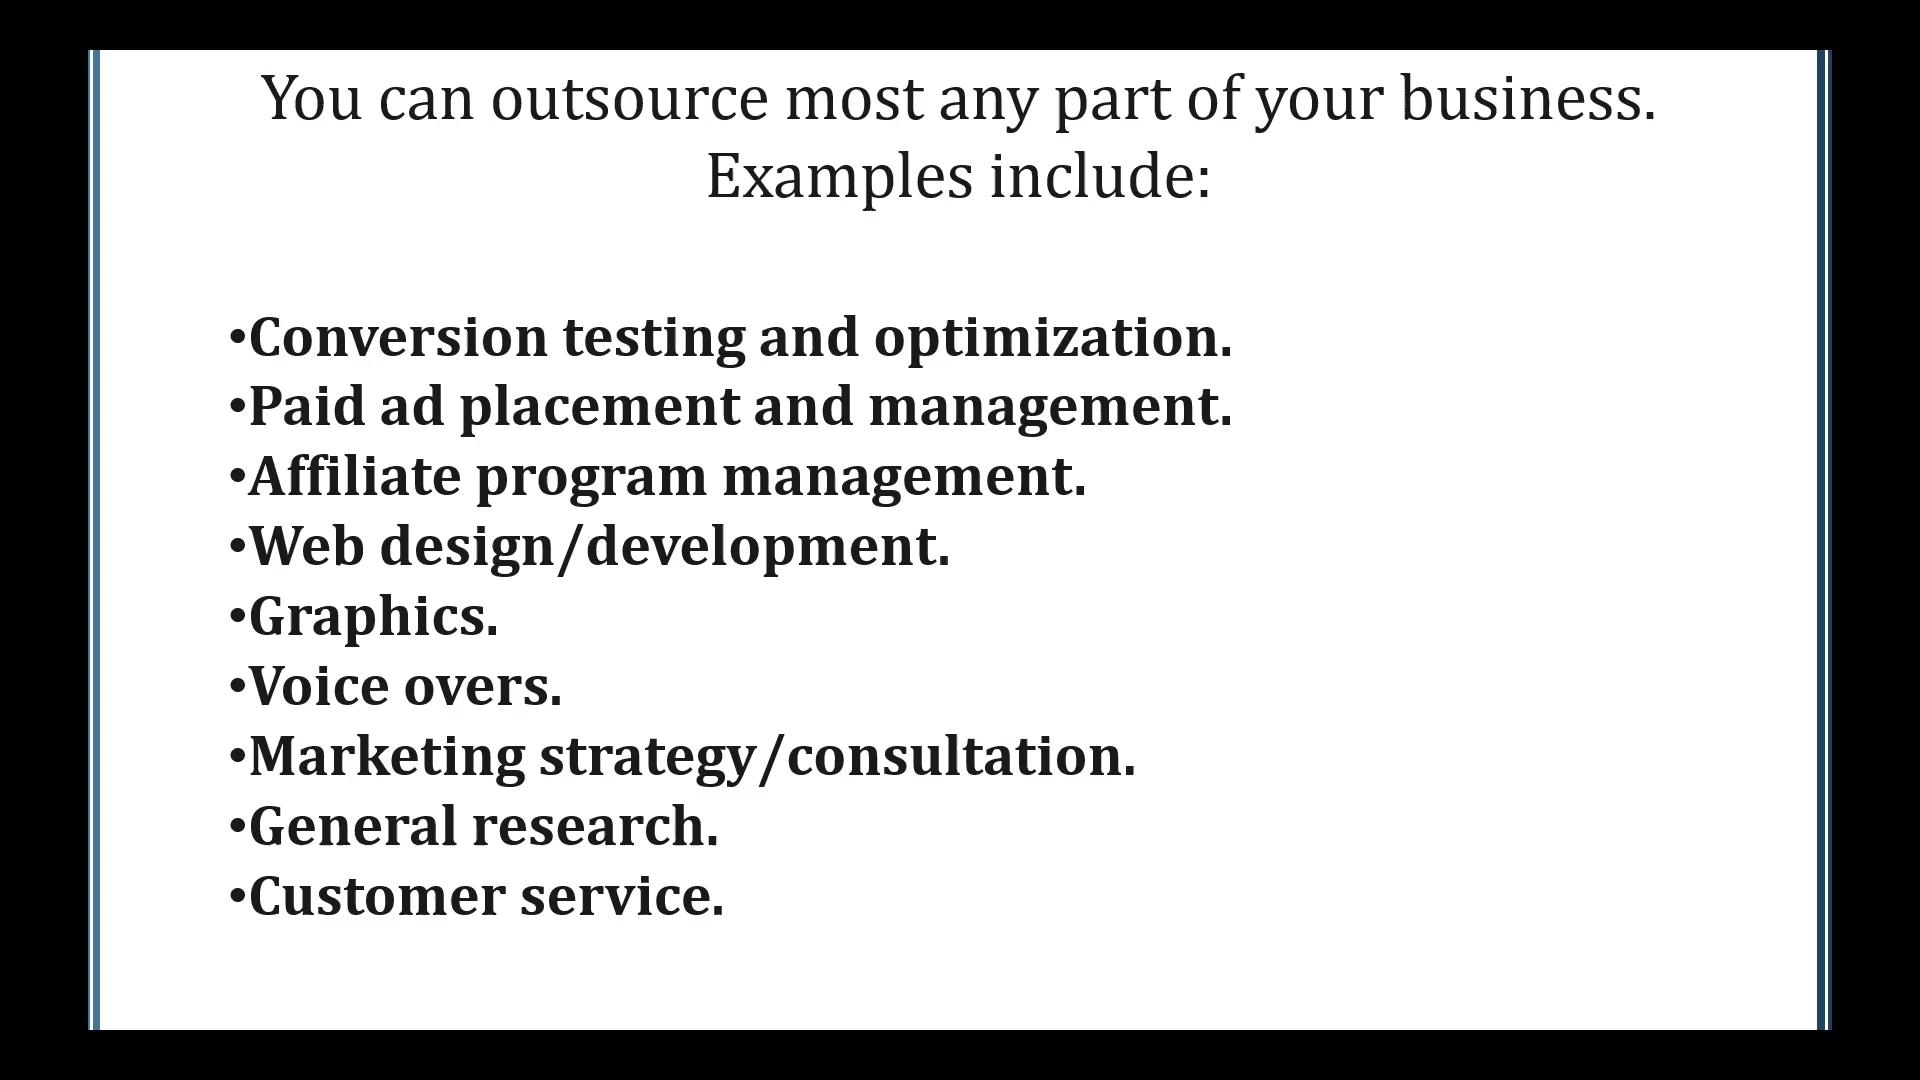 You can outsource most any part of your business.
Examples include:
•Conversion testing and optimization.
•Paid ad placement and management.
•Affiliate program management.
•Web design/development.
•Graphics.
•Voice overs.
•Marketing strategy/consultation.
•General research.
•Customer service.